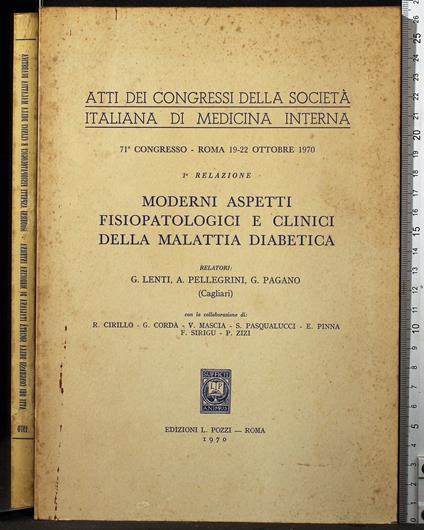 ATTI DEI CONGRESSI DELLA SOCIETÀ
ITALIANA DI MEDICINA INTERNA
71° CONGRESSO - ROMA 19-22 OTTOBRE 1970
1ª RELAZIONE
MODERNI ASPETTI
FISIOPATOLOGICI E CLINICI
DELLA MALATTIA DIABETICA
RELATORI:
G. LENTI, A. PELLEGRINI, G. PAGANO
(Cagliari)
con la collaborazione di:
R. CIRILLO - G. CORDA - V. MASCIA - S. PASQUALUCCI - E. PINNA
F. SIRIGU - P. ZIZI
SUFFICIT
ANIMUS
EDIZIONI L. POZZI — ROMA
1970